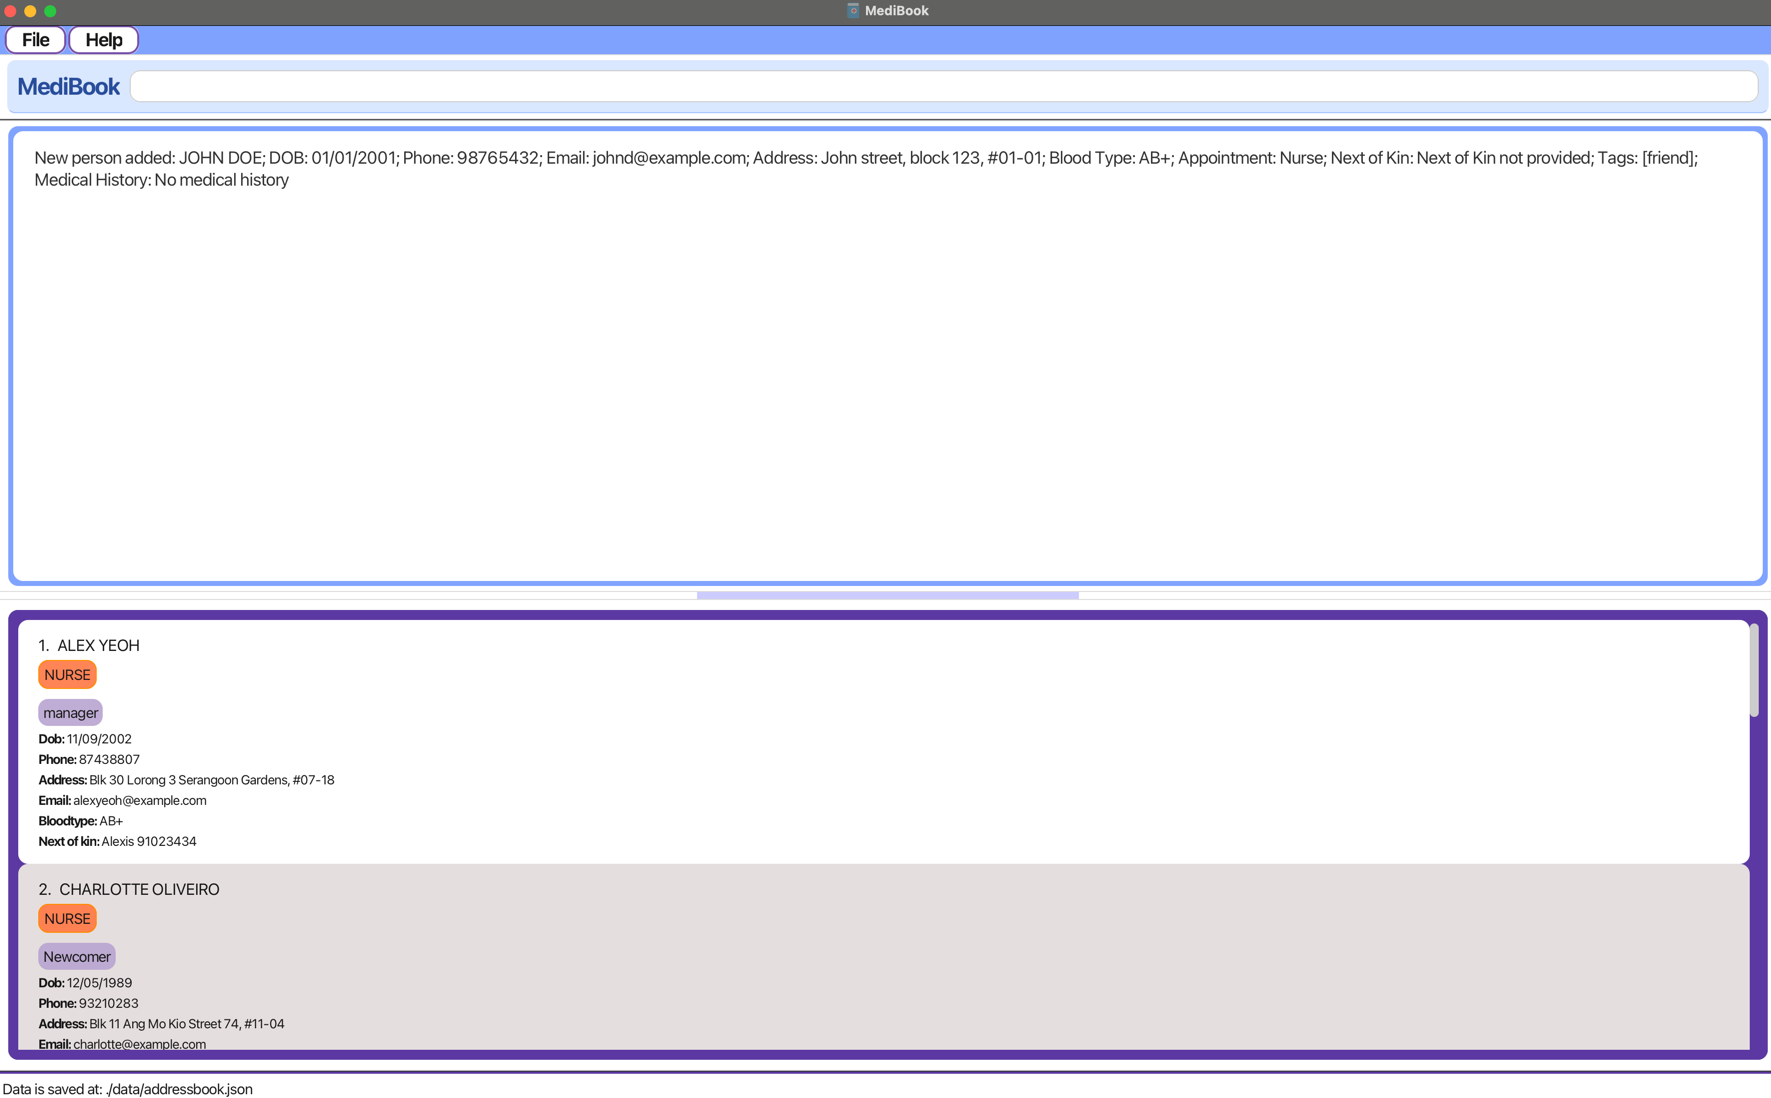 MediBook
File Help
MediBook
New person added: JOHN DOE; DOB: 01/01/2001; Phone: 98765432; Email: johnd@example.com; Address: John street, block 123, #01-01; Blood Type: AB+; Appointment: Nurse; Next of Kin: Next of Kin not provided; Tags: [friend];
Medical History: No medical history
1. ALEX YEOH
NURSE
manager
Dob: 11/09/2002
Phone: 87438807
Address: Blk 30 Lorong 3 Serangoon Gardens, #07-18
Email: alexyeoh@example.com
Bloodtype: AB+
Next of kin: Alexis 91023434
2. CHARLOTTE OLIVEIRO
NURSE
Newcomer
Dob: 12/05/1989
Phone: 93210283
Address: Blk 11 Ang Mo Kio Street 74, #11-04
Email: charlotte@example.com
Data is saved at: ./data/addressbook.json